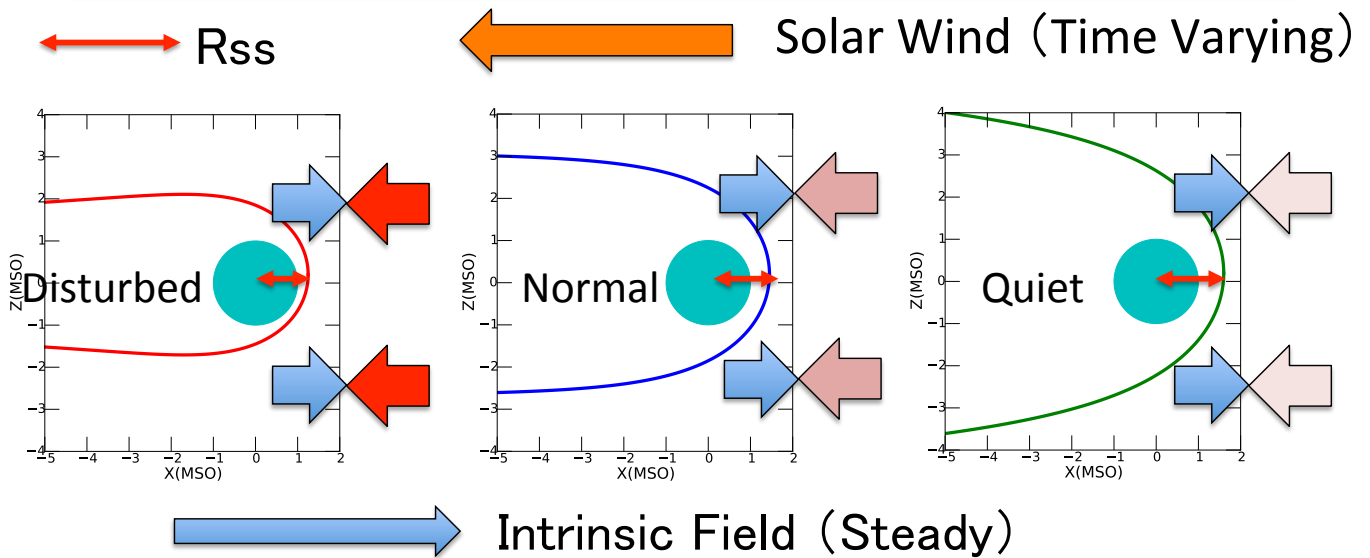 Rss
Solar Wind（Time Varying）
4
3
2
1
0
−1
−2
−3
−4
Z(MSO)
−5 −4 −3 −2 −1 0 1 2
X(MSO)
Disturbed
4
3
2
1
0
−1
−2
−3
−4
Z(MSO)
−5 −4 −3 −2 −1 0 1 2
X(MSO)
Normal
4
3
2
1
0
−1
−2
−3
−4
Z(MSO)
−5 −4 −3 −2 −1 0 1 2
X(MSO)
Quiet
Intrinsic Field（Steady）